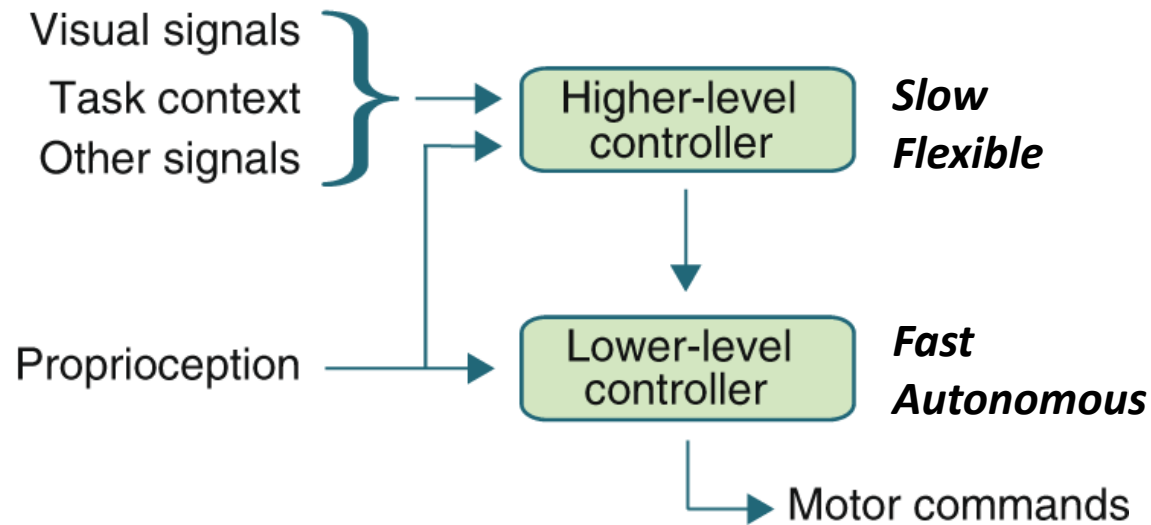 Visual signals
Task context
Other signals
Higher-level
controller
Slow
Flexible
Proprioception
Lower-level
controller
Fast
Autonomous
Motor commands